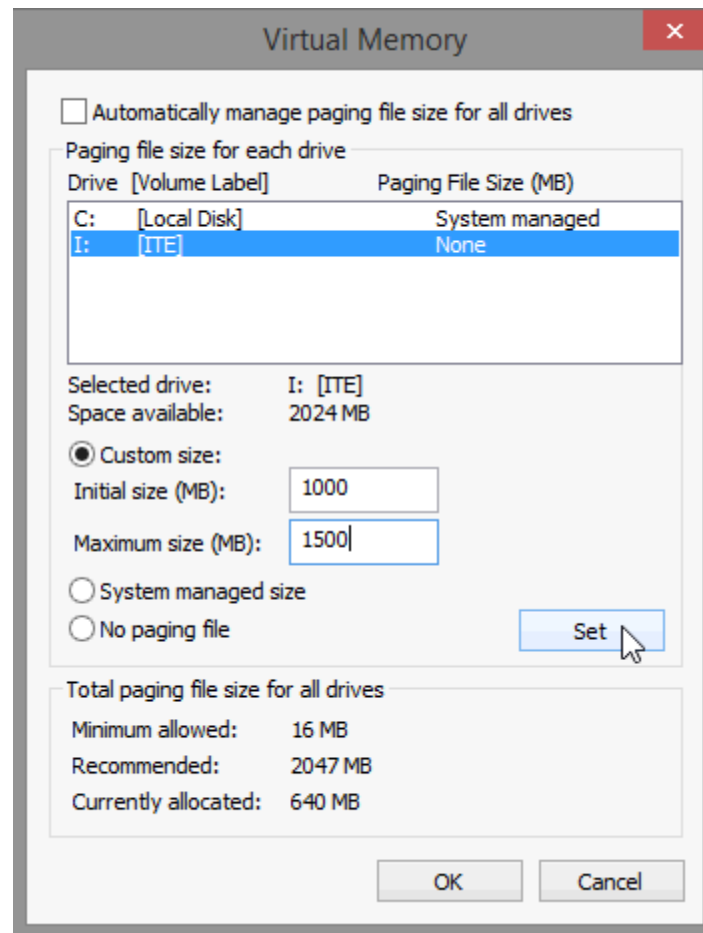 Virtual Memory
Automatically manage paging file size for all drives
Paging file size for each drive
Drive [Volume Label] Paging File Size (MB)
C: [Local Disk] System managed
I: [ITE] None
Selected drive: I: [ITE]
Space available: 2024 MB
Custom size:
Initial size (MB): 1000
Maximum size (MB): 1500
System managed size
No paging file Set
Total paging file size for all drives
Minimum allowed: 16 MB
Recommended: 2047 MB
Currently allocated: 640 MB
OK Cancel